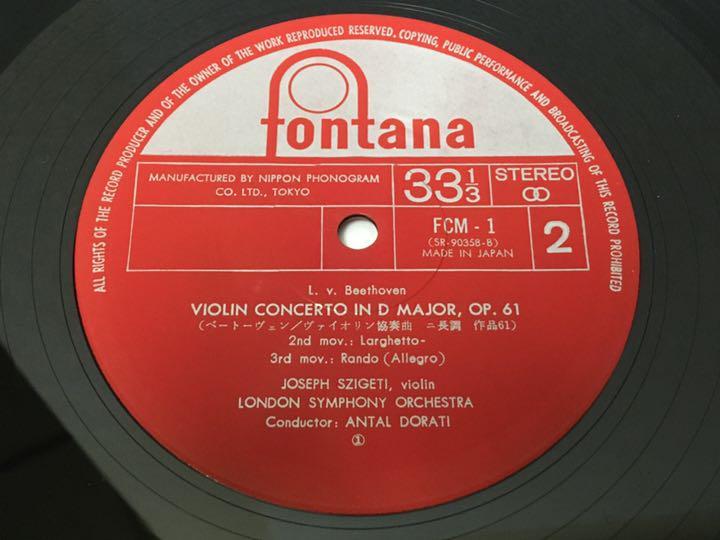 ALL RIGHTS OF THE RECORD PRODUCER AND OF THE OWNER OF THE WORK REPRODUCED RESERVED. COPYING, PUBLIC PERFORMANCE AND BROADCASTING OF THIS RECORD PROHIBITED
fontana
MANUFACTURED BY NIPPON PHONOGRAM
CO. LTD., TOKYO
33 1/3
STEREO
FCM - 1
(SR-90358-B)
MADE IN JAPAN
2
L. v. Beethoven
VIOLIN CONCERTO IN D MAJOR, OP. 61
(ベートーヴェン/ヴァイオリン協奏曲 ニ長調 作品61)
2nd mov.: Larghetto-
3rd mov.: Rando (Allegro)
JOSEPH SZIGETI, violin
LONDON SYMPHONY ORCHESTRA
Conductor: ANTAL DORATI
①